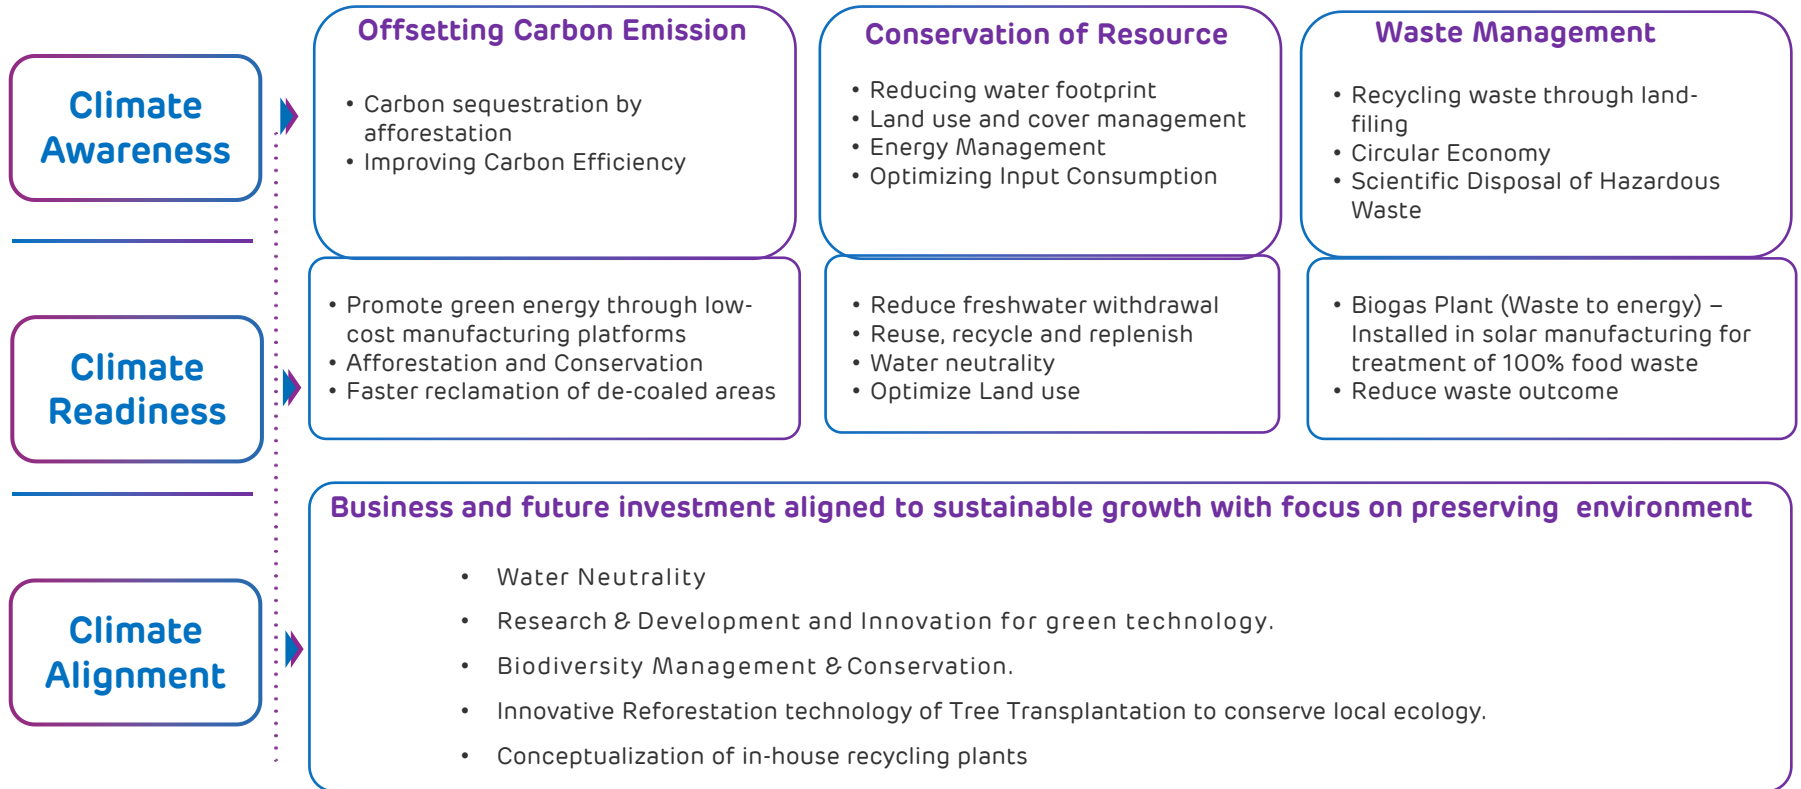 Climate
Awareness
Offsetting Carbon Emission
• Carbon sequestration by
afforestation
• Improving Carbon Efficiency
Conservation of Resource
• Reducing water footprint
• Land use and cover management
• Energy Management
• Optimizing Input Consumption
Waste Management
• Recycling waste through land-
filing
• Circular Economy
• Scientific Disposal of Hazardous
Waste
Climate
Readiness
• Promote green energy through low-
cost manufacturing platforms
• Afforestation and Conservation
• Faster reclamation of de-coaled areas
• Reduce freshwater withdrawal
• Reuse, recycle and replenish
• Water neutrality
• Optimize Land use
• Biogas Plant (Waste to energy) –
Installed in solar manufacturing for
treatment of 100% food waste
• Reduce waste outcome
Climate
Alignment
Business and future investment aligned to sustainable growth with focus on preserving environment
• Water Neutrality
• Research & Development and Innovation for green technology.
• Biodiversity Management & Conservation.
• Innovative Reforestation technology of Tree Transplantation to conserve local ecology.
• Conceptualization of in-house recycling plants